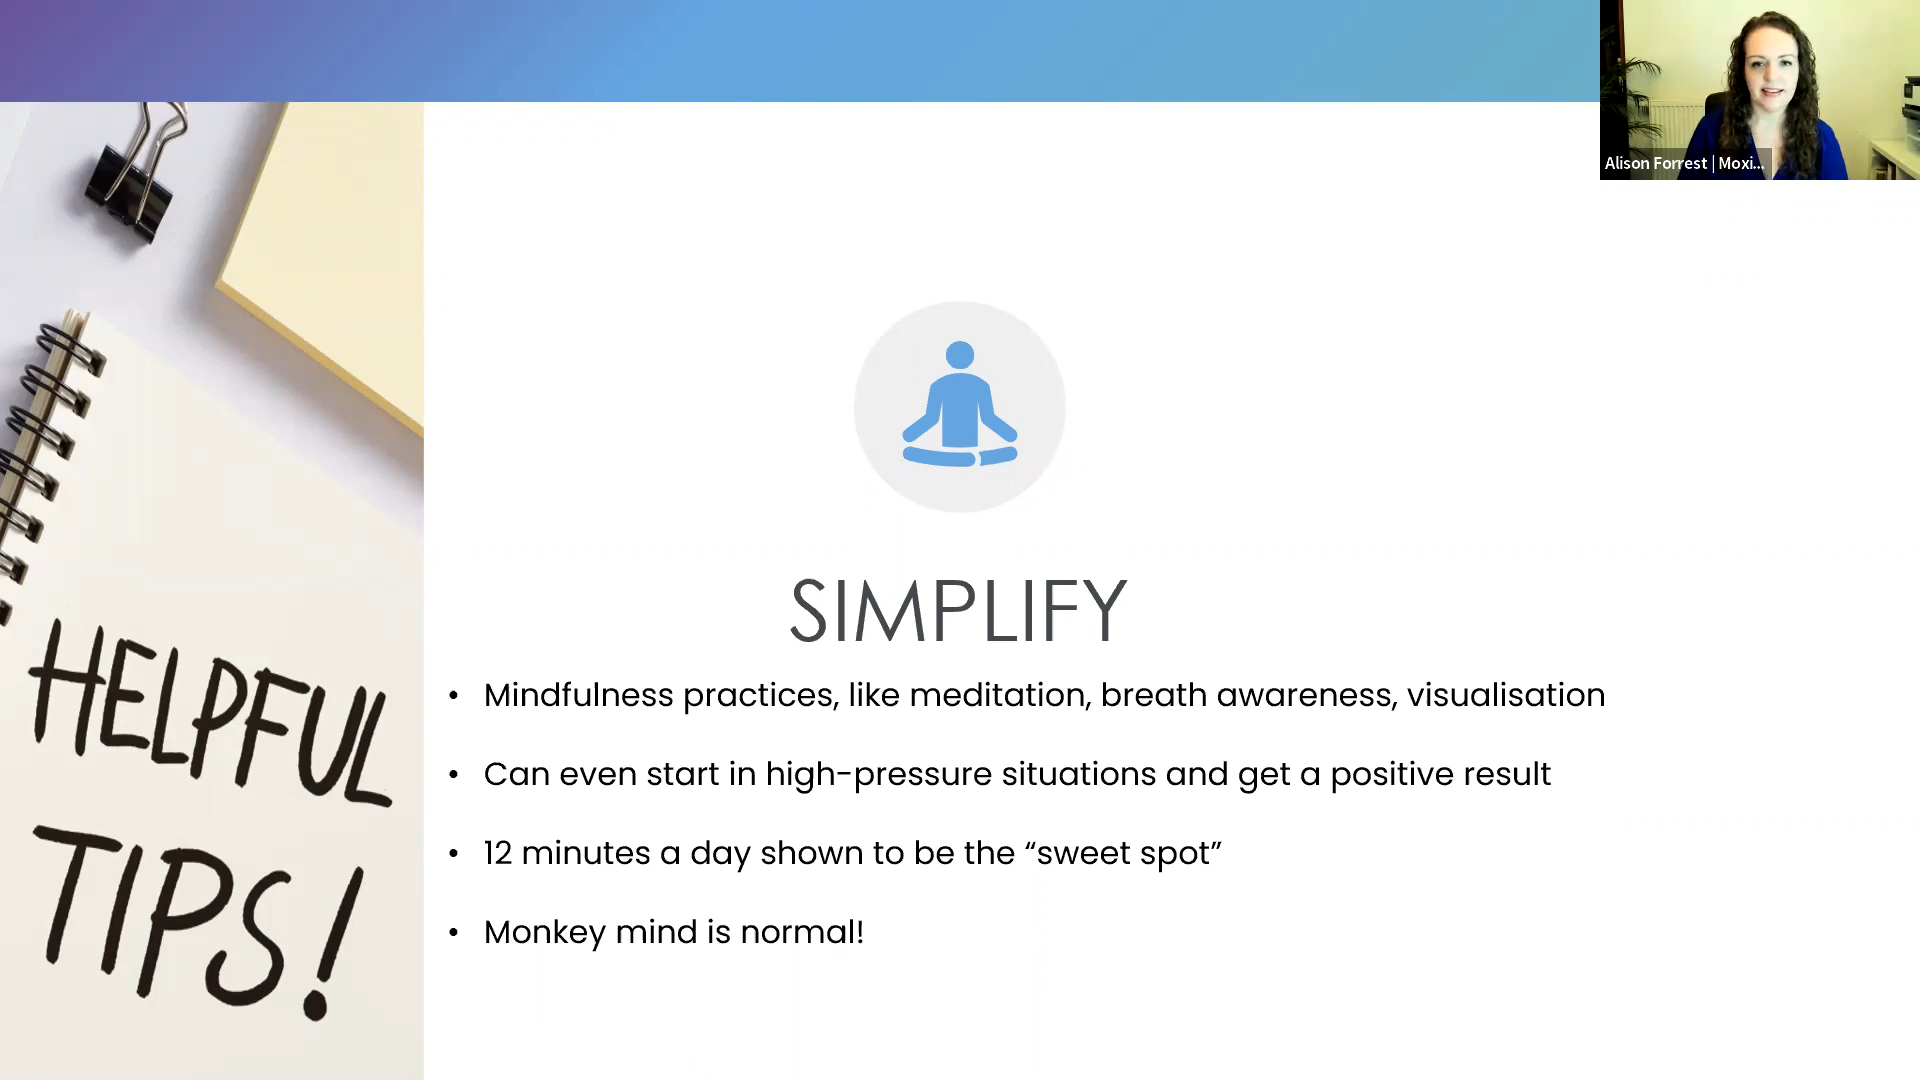 Alison Forrest | Moxi...
HELPFUL
TIPS!
SIMPLIFY
• Mindfulness practices, like meditation, breath awareness, visualisation
• Can even start in high-pressure situations and get a positive result
• 12 minutes a day shown to be the “sweet spot”
• Monkey mind is normal!